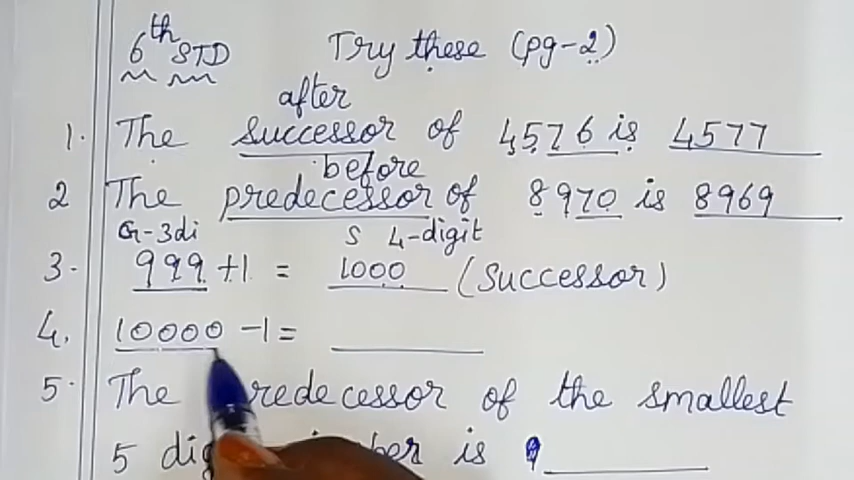 6th STD Try these (pg-2)
after
1. The successor of 4576 is 4577
before
2 The predecessor of 8970 is 8969
G-3di S 4-digit
3. 999 +1 = 1000 (Successor)
4. 10000 -1 =
5. The predecessor of the smallest
5 is